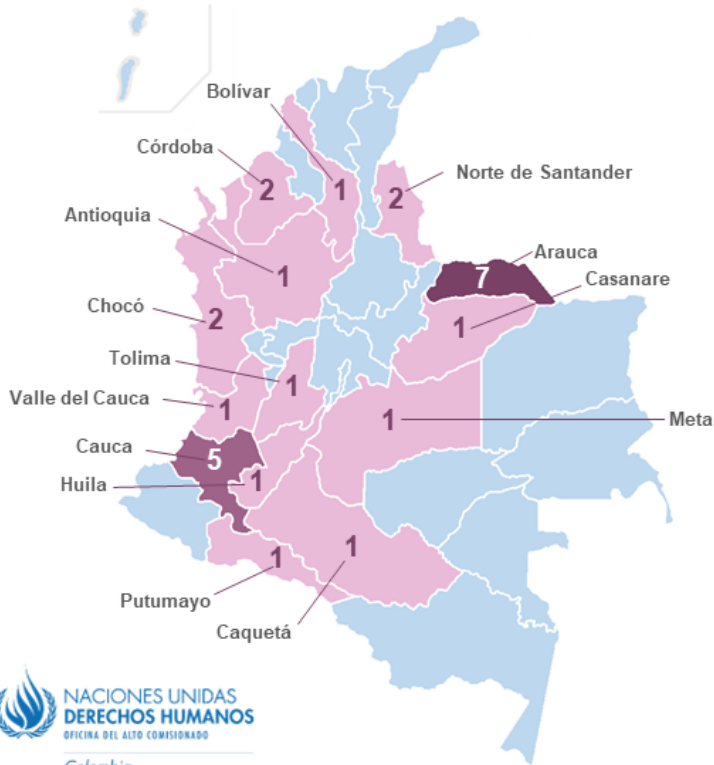 Bolívar
1
Córdoba
2
Norte de Santander
2
Antioquia
1
Arauca
7
Casanare
1
Chocó
2
Tolima
1
Valle del Cauca
1
Meta
1
Cauca
5
Huila
1
Putumayo
1
Caquetá
1
NACIONES UNIDAS
DERECHOS HUMANOS
OFICINA DEL ALTO COMISIONADO
Colombia